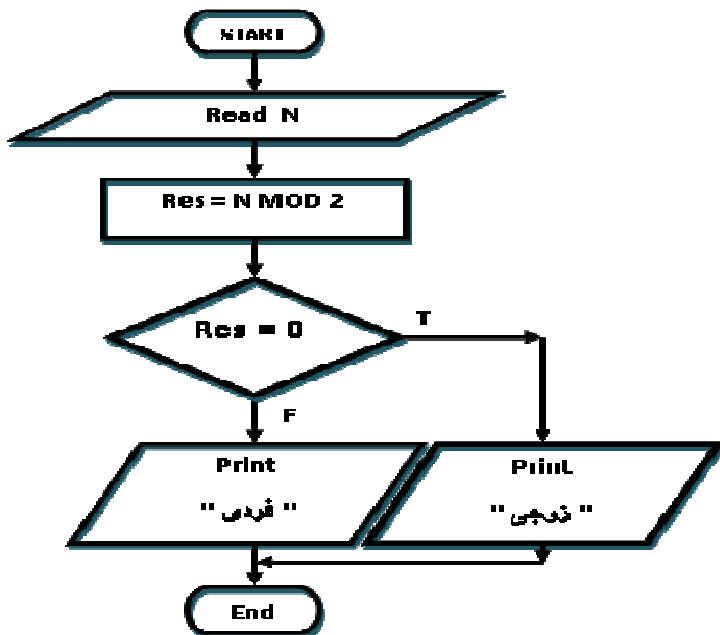 START
Read N
Res = N MOD 2
Res = 0
T
F
Print
" فردي "
Print
" زوجي "
End